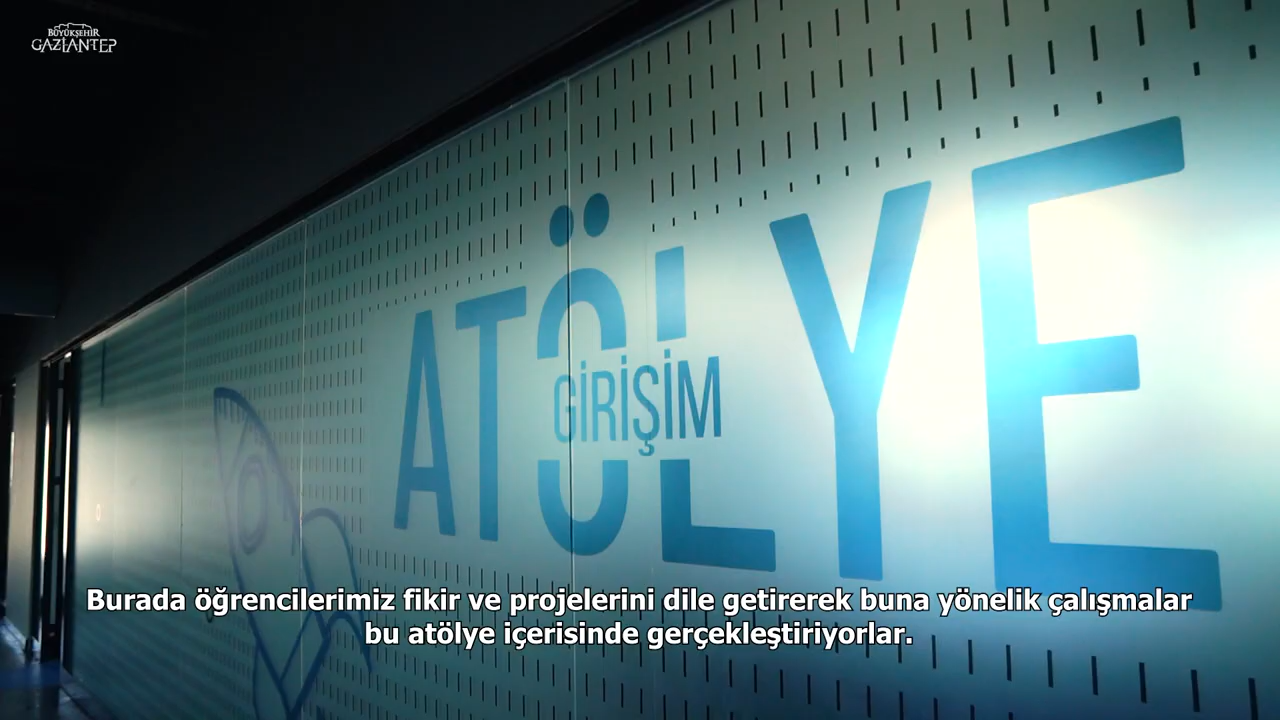 BÜYÜKŞEHİR
GAZİANTEP
ATÖLYE
GİRİŞİM
Burada öğrencilerimiz fikir ve projelerini dile getirerek buna yönelik çalışmalar
bu atölye içerisinde gerçekleştiriyorlar.